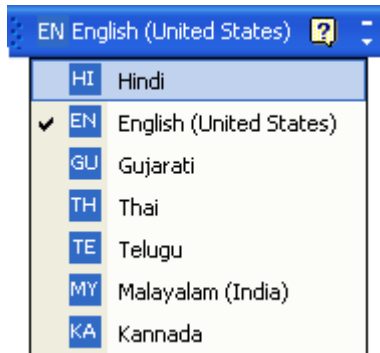 EN English (United States)
HI Hindi
EN English (United States)
GU Gujarati
TH Thai
TE Telugu
MY Malayalam (India)
KA Kannada